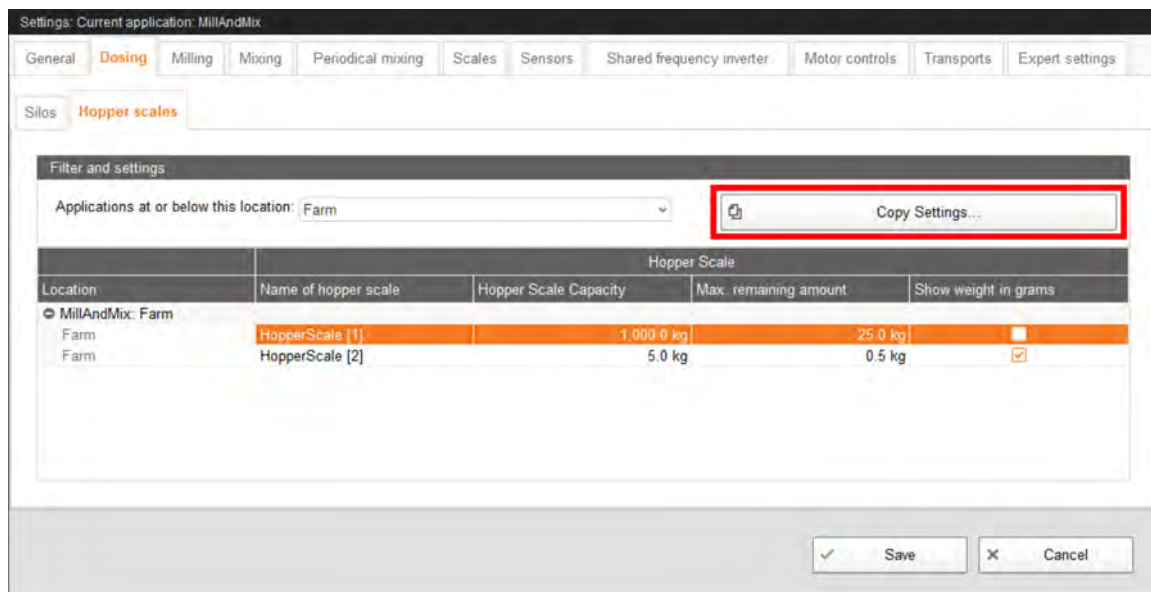 Settings: Current application: MillAndMix
General Dosing Milling Mixing Periodical mixing Scales Sensors Shared frequency inverter Motor controls Transports Expert settings
Silos Hopper scales
Filter and settings
Applications at or below this location: Farm Copy Settings...
Hopper Scale
Location Name of hopper scale Hopper Scale Capacity Max. remaining amount Show weight in grams
MillAndMix: Farm
Farm HopperScale [1] 1,000.0 kg 25.0 kg
Farm HopperScale [2] 5.0 kg 0.5 kg
Save Cancel